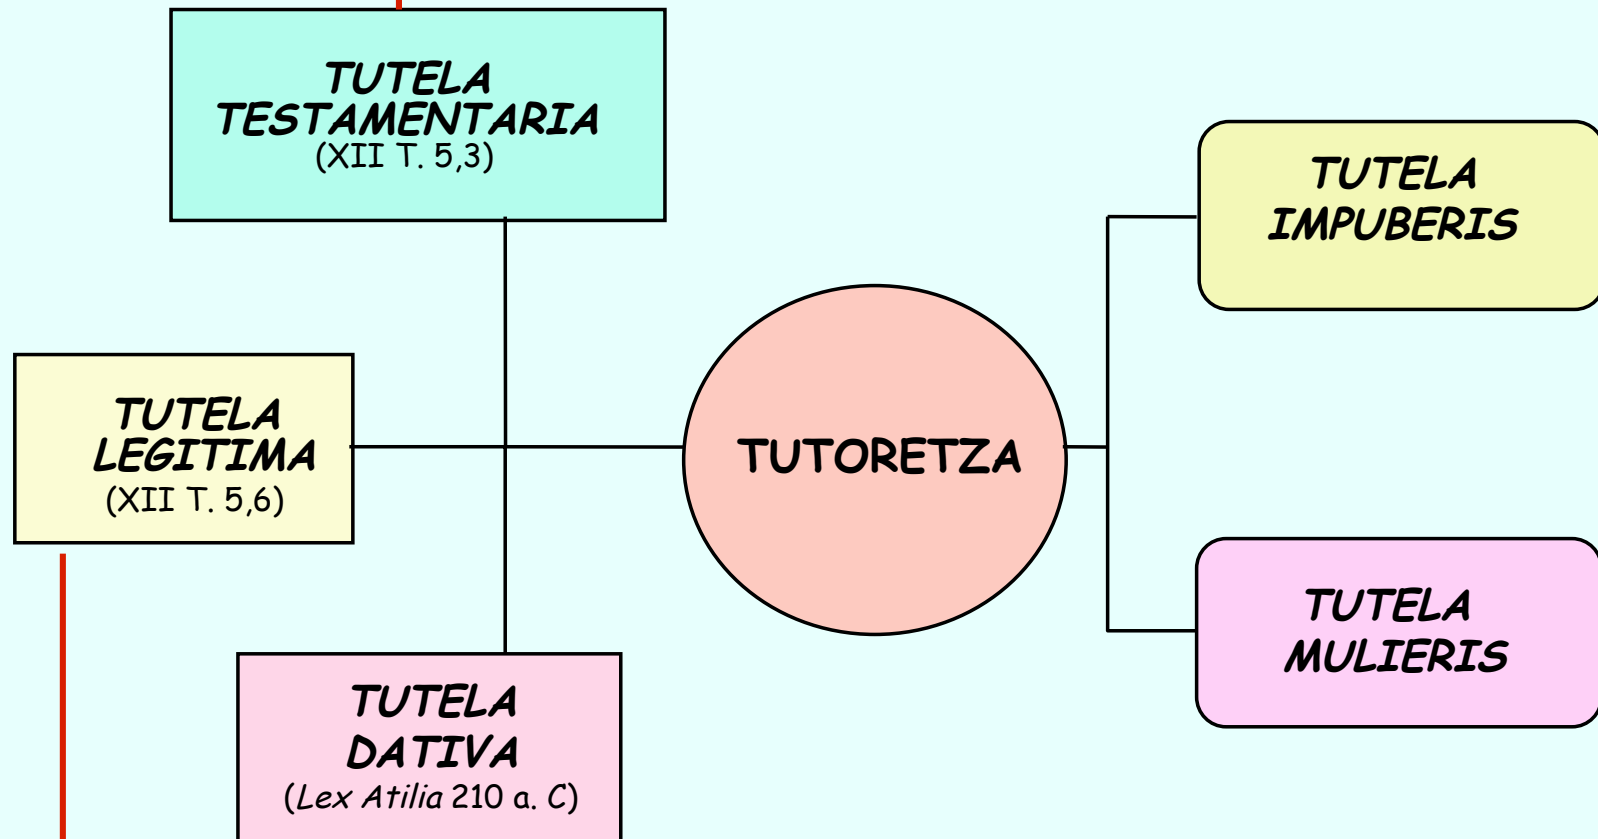 TUTELA
TESTAMENTARIA
(XII T. 5,3)
TUTELA
LEGITIMA
(XII T. 5,6)
TUTELA
DATIVA
(Lex Atilia 210 a. C)
TUTORETZA
TUTELA
IMPUBERIS
TUTELA
MULIERIS